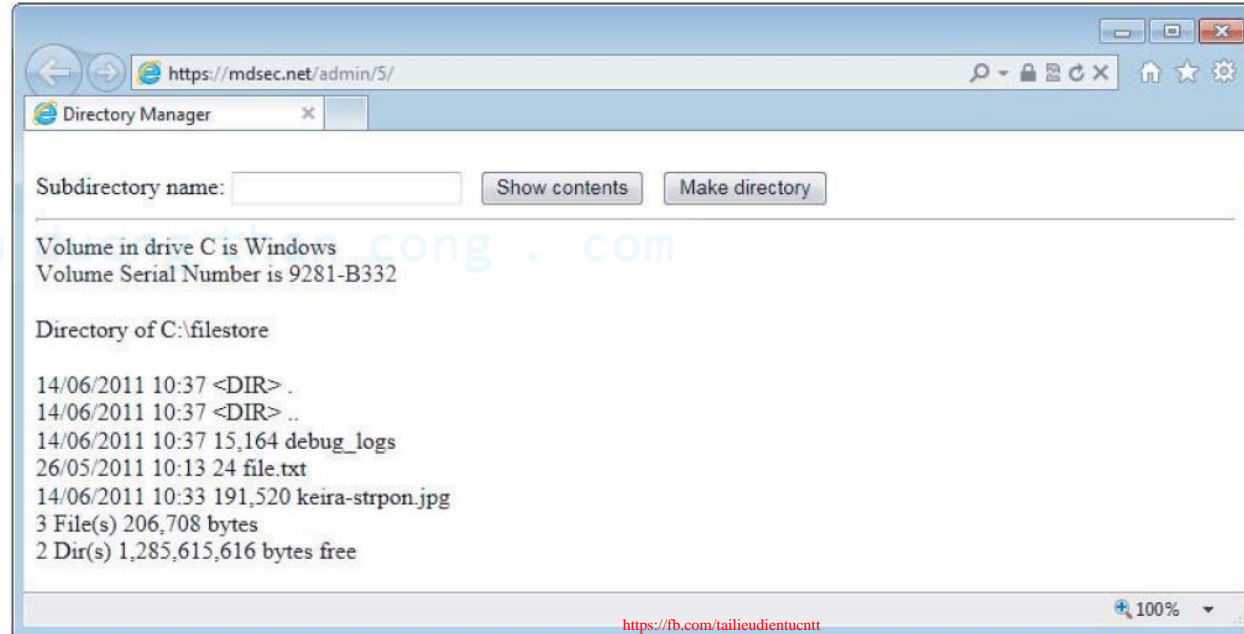 https://mdsec.net/admin/5/
Directory Manager
Subdirectory name: Show contents Make directory
cong . com
Volume in drive C is Windows
Volume Serial Number is 9281-B332
Directory of C:\filestore
14/06/2011 10:37 <DIR> .
14/06/2011 10:37 <DIR> ..
14/06/2011 10:37 15,164 debug_logs
26/05/2011 10:13 24 file.txt
14/06/2011 10:33 191,520 keira-strpon.jpg
3 File(s) 206,708 bytes
2 Dir(s) 1,285,615,616 bytes free
100%
https://fb.com/tailieudientucntt